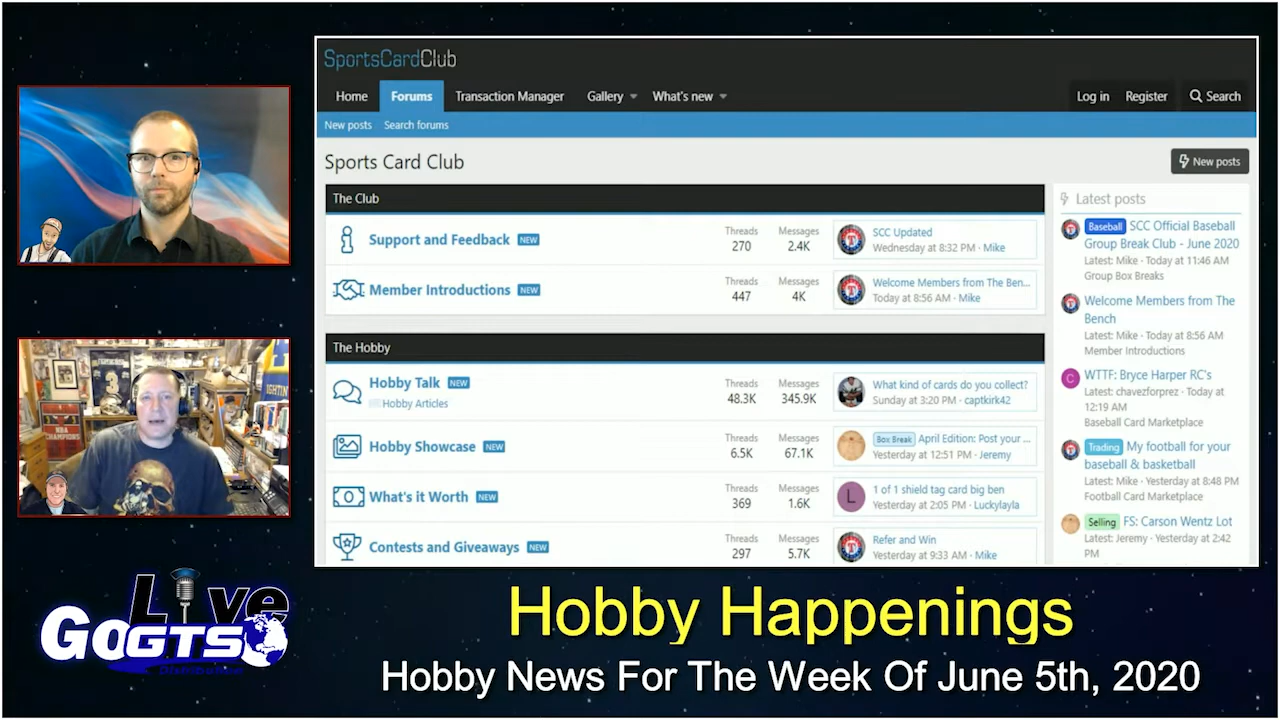 SportsCardClub
Home Forums Transaction Manager Gallery What's new Log in Register Search
New posts Search forums
Sports Card Club
New posts
The Club
Support and Feedback NEW
Threads 270
Messages 2.4K
SCC Updated
Wednesday at 8:32 PM · Mike
Member Introductions NEW
Threads 447
Messages 4K
Welcome Members from The Ben...
Today at 8:56 AM · Mike
The Hobby
Hobby Talk NEW
Hobby Articles
Threads 48.3K
Messages 345.9K
What kind of cards do you collect?
Sunday at 3:20 PM · captkirk42
Hobby Showcase NEW
Threads 6.5K
Messages 67.1K
Box Break April Edition: Post your ...
Yesterday at 12:51 PM · Jeremy
What's it Worth NEW
Threads 369
Messages 1.6K
L
1 of 1 shield tag card big ben
Yesterday at 2:05 PM · Luckylayla
Contests and Giveaways NEW
Threads 297
Messages 5.7K
Refer and Win
Yesterday at 9:33 AM · Mike
Latest posts
Baseball SCC Official Baseball
Group Break Club - June 2020
Latest: Mike · Today at 11:46 AM
Group Box Breaks
Welcome Members from The
Bench
Latest: Mike · Today at 8:56 AM
Member Introductions
C
WTTF: Bryce Harper RC's
Latest: chavezforprez · Today at
12:19 AM
Baseball Card Marketplace
Trading My football for your
baseball & basketball
Latest: Mike · Yesterday at 8:48 PM
Football Card Marketplace
Selling FS: Carson Wentz Lot
Latest: Jeremy · Yesterday at 2:42
PM
3
NBA
CHAMPIONS
Live
GoGTS
Distribution
Hobby Happenings
Hobby News For The Week Of June 5th, 2020